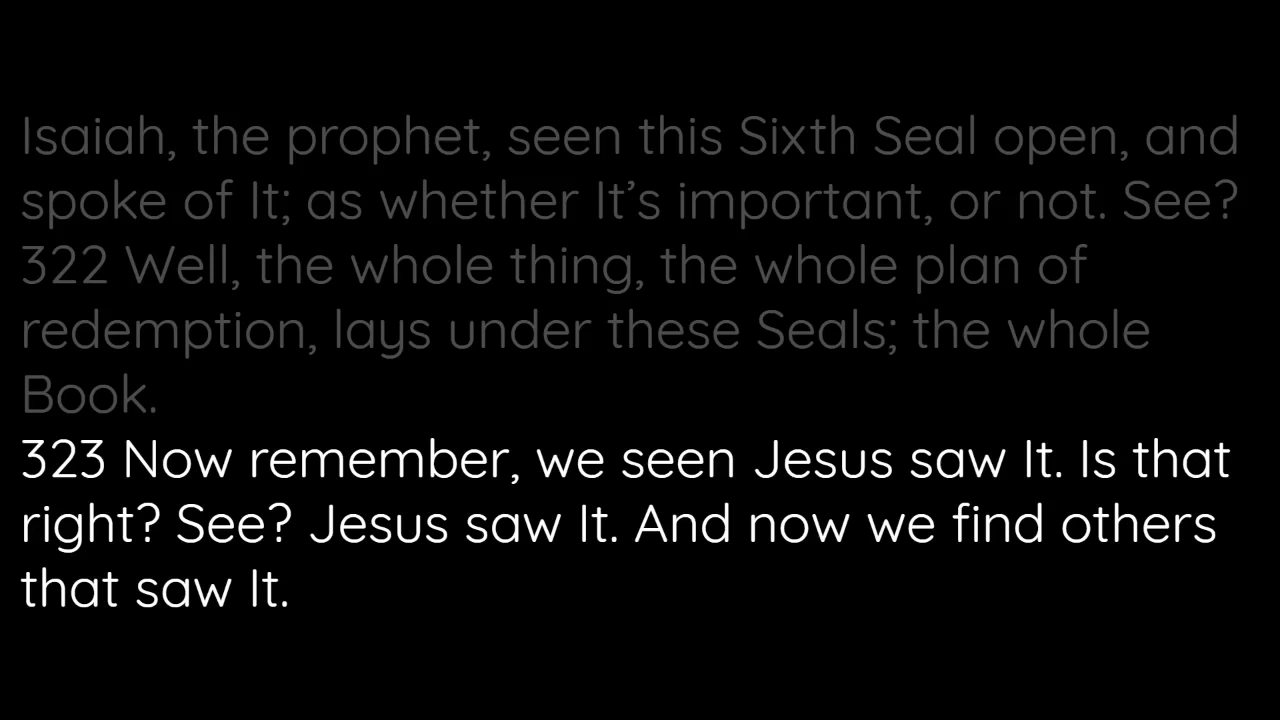 Isaiah, the prophet, seen this Sixth Seal open, and
spoke of It; as whether It’s important, or not. See?
322 Well, the whole thing, the whole plan of
redemption, lays under these Seals; the whole
Book.
323 Now remember, we seen Jesus saw It. Is that
right? See? Jesus saw It. And now we find others
that saw It.